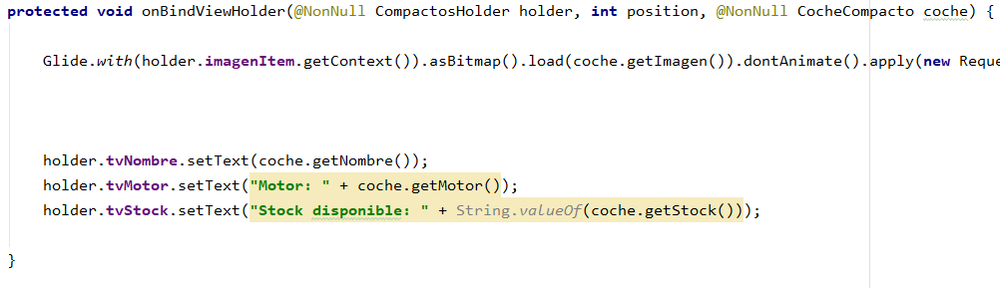 protected void onBindViewHolder(@NonNull CompactosHolder holder, int position, @NonNull CocheCompacto coche) {
Glide.with(holder.imagenItem.getContext()).asBitmap().load(coche.getImagen()).dontAnimate().apply(new Reque
holder.tvNombre.setText(coche.getNombre());
holder.tvMotor.setText("Motor: " + coche.getMotor());
holder.tvStock.setText("Stock disponible: " + String.valueOf(coche.getStock()));
}